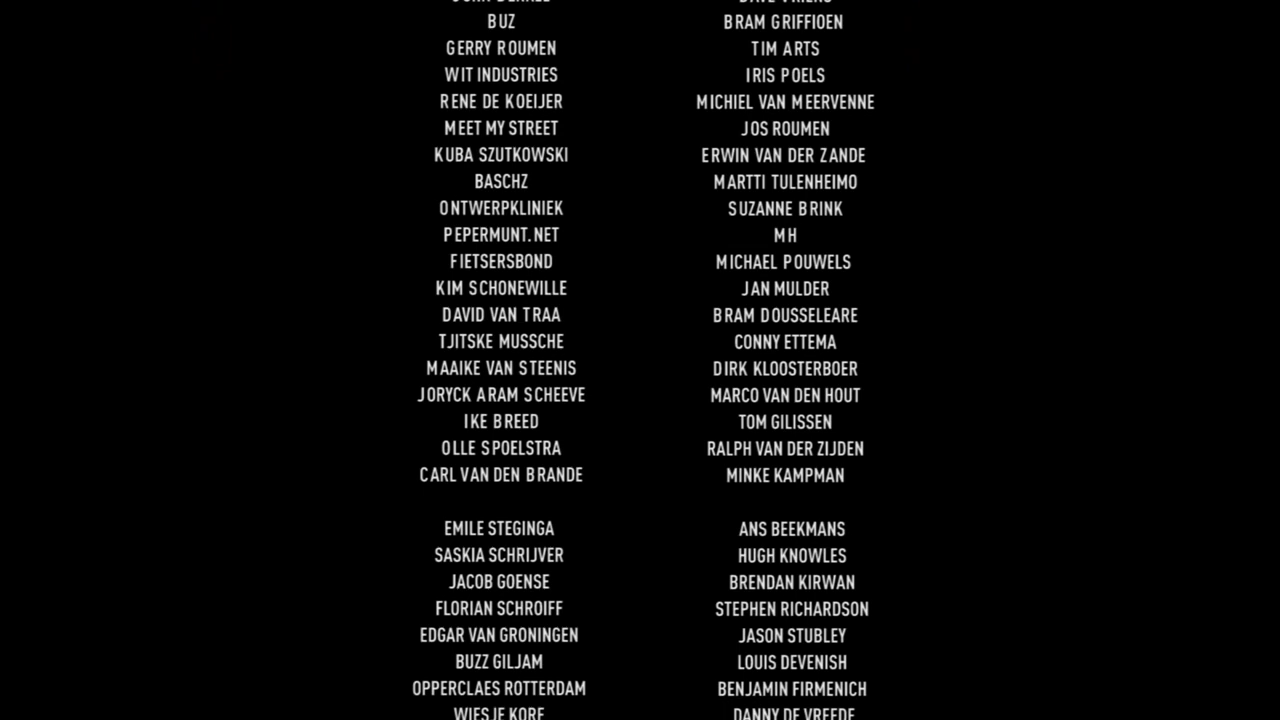 BUZ
GERRY ROUMEN
WIT INDUSTRIES
RENE DE KOEIJER
MEET MY STREET
KUBA SZUTKOWSKI
BASCHZ
ONTWERPKLINIEK
PEPERMUNT.NET
FIETSERSBOND
KIM SCHONEWILLE
DAVID VAN TRAA
TJITSKE MUSSCHE
MAAIKE VAN STEENIS
JORYCK ARAM SCHEEVE
IKE BREED
OLLE SPOELSTRA
CARL VAN DEN BRANDE
EMILE STEGINGA
SASKIA SCHRIJVER
JACOB GOENSE
FLORIAN SCHROIFF
EDGAR VAN GRONINGEN
BUZZ GILJAM
OPPERCLAES ROTTERDAM
BRAM GRIFFIOEN
TIM ARTS
IRIS POELS
MICHIEL VAN MEERVENNE
JOS ROUMEN
ERWIN VAN DER ZANDE
MARTTI TULENHEIMO
SUZANNE BRINK
MH
MICHAEL POUWELS
JAN MULDER
BRAM DOUSSELEARE
CONNY ETTEMA
DIRK KLOOSTERBOER
MARCO VAN DEN HOUT
TOM GILISSEN
RALPH VAN DER ZIJDEN
MINKE KAMPMAN
ANS BEEKMANS
HUGH KNOWLES
BRENDAN KIRWAN
STEPHEN RICHARDSON
JASON STUBLEY
LOUIS DEVENISH
BENJAMIN FIRMENICH
DANNY DE VREEDE